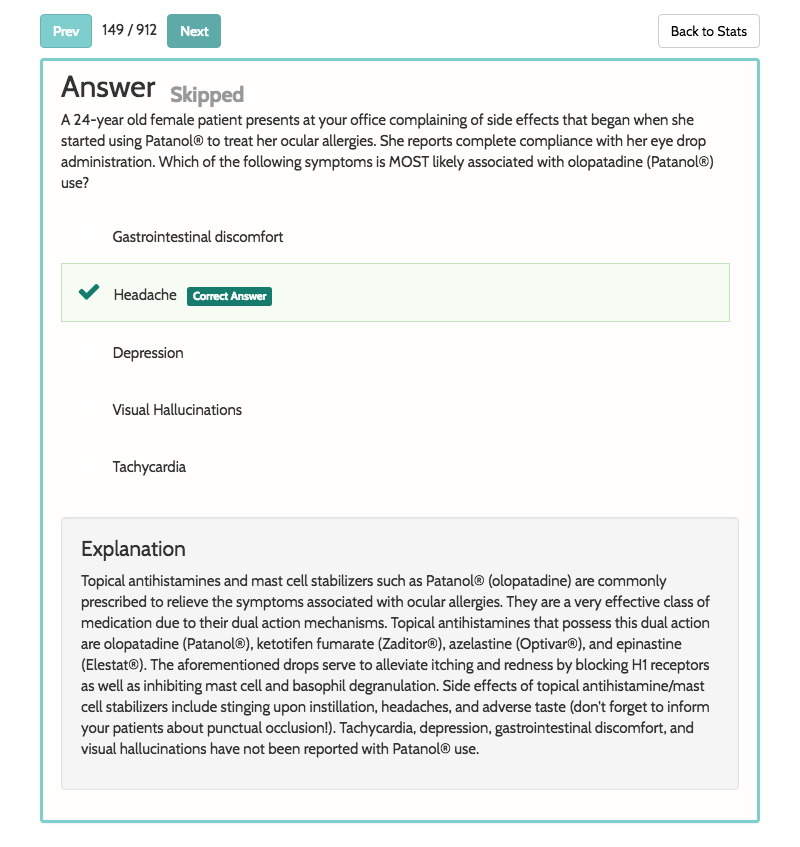 Prev 149 / 912 Next Back to Stats
Answer Skipped
A 24-year old female patient presents at your office complaining of side effects that began when she
started using Patanol® to treat her ocular allergies. She reports complete compliance with her eye drop
administration. Which of the following symptoms is MOST likely associated with olopatadine (Patanol®)
use?
Gastrointestinal discomfort
Headache Correct Answer
Depression
Visual Hallucinations
Tachycardia
Explanation
Topical antihistamines and mast cell stabilizers such as Patanol® (olopatadine) are commonly
prescribed to relieve the symptoms associated with ocular allergies. They are a very effective class of
medication due to their dual action mechanisms. Topical antihistamines that possess this dual action
are olopatadine (Patanol®), ketotifen fumarate (Zaditor®), azelastine (Optivar®), and epinastine
(Elestat®). The aforementioned drops serve to alleviate itching and redness by blocking H1 receptors
as well as inhibiting mast cell and basophil degranulation. Side effects of topical antihistamine/mast
cell stabilizers include stinging upon instillation, headaches, and adverse taste (don't forget to inform
your patients about punctual occlusion!). Tachycardia, depression, gastrointestinal discomfort, and
visual hallucinations have not been reported with Patanol® use.